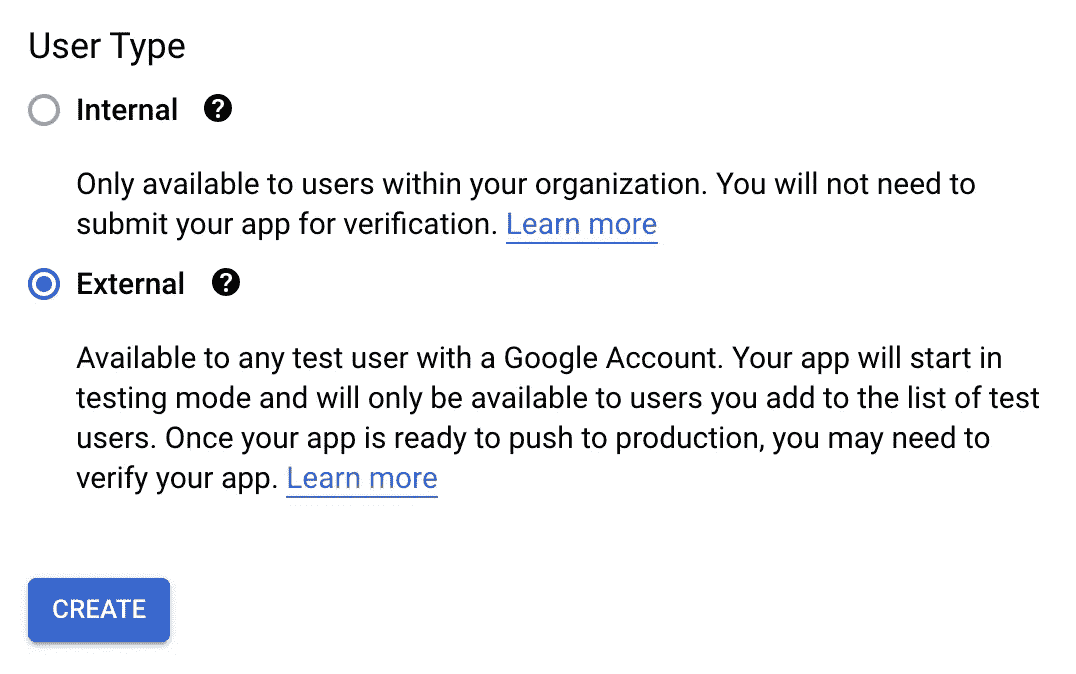 User Type
Internal ?
Only available to users within your organization. You will not need to
submit your app for verification. Learn more
External ?
Available to any test user with a Google Account. Your app will start in
testing mode and will only be available to users you add to the list of test
users. Once your app is ready to push to production, you may need to
verify your app. Learn more
CREATE